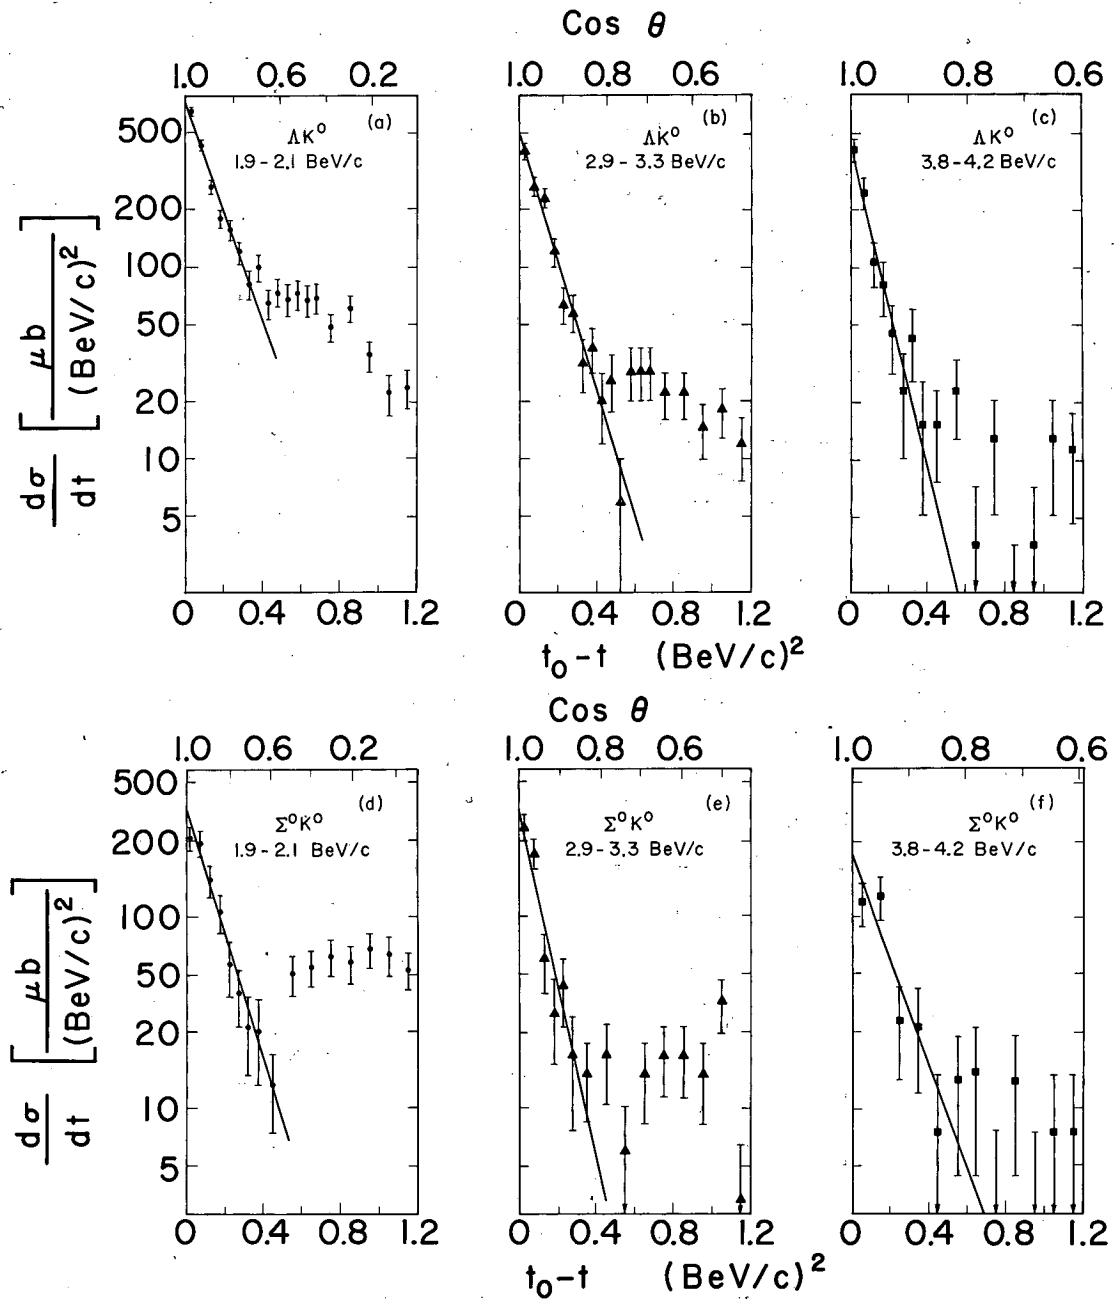 Cos θ
1.0 0.6 0.2 1.0 0.8 0.6 1.0 0.8 0.6
500
200
100
50
20
10
5
(a)
ΛK⁰
1.9-2.1 BeV/c
(b)
ΛK⁰
2.9-3.3 BeV/c
(c)
ΛK⁰
3.8-4.2 BeV/c
dσ/dt [μb/(BeV/c)²]
0 0.4 0.8 1.2 0 0.4 0.8 1.2 0 0.4 0.8 1.2
t₀-t (BeV/c)²
Cos θ
1.0 0.6 0.2 1.0 0.8 0.6 1.0 0.8 0.6
500
200
100
50
20
10
5
(d)
Σ⁰K⁰
1.9-2.1 BeV/c
(e)
Σ⁰K⁰
2.9-3.3 BeV/c
(f)
Σ⁰K⁰
3.8-4.2 BeV/c
dσ/dt [μb/(BeV/c)²]
0 0.4 0.8 1.2 0 0.4 0.8 1.2 0 0.4 0.8 1.2
t₀-t (BeV/c)²